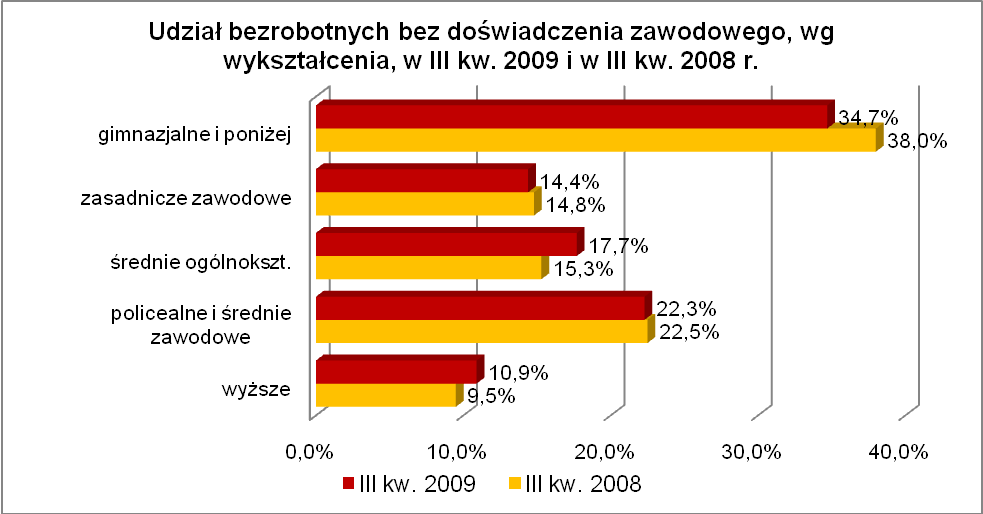 Udział bezrobotnych bez doświadczenia zawodowego, wg
wykształcenia, w III kw. 2009 i w III kw. 2008 r.
gimnazjalne i poniżej
34,7%
38,0%
zasadnicze zawodowe
14,4%
14,8%
średnie ogólnokszt.
17,7%
15,3%
policealne i średnie
zawodowe
22,3%
22,5%
wyższe
10,9%
9,5%
0,0% 10,0% 20,0% 30,0% 40,0%
III kw. 2009 III kw. 2008